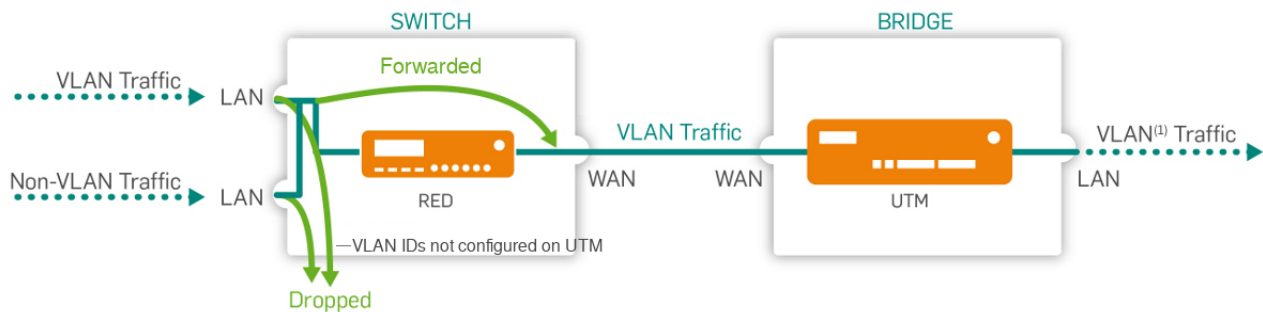 SWITCH
BRIDGE
Forwarded
VLAN Traffic
LAN
VLAN Traffic
VLAN(1) Traffic
Non-VLAN Traffic
LAN
WAN
WAN
LAN
RED
UTM
—VLAN IDs not configured on UTM
Dropped